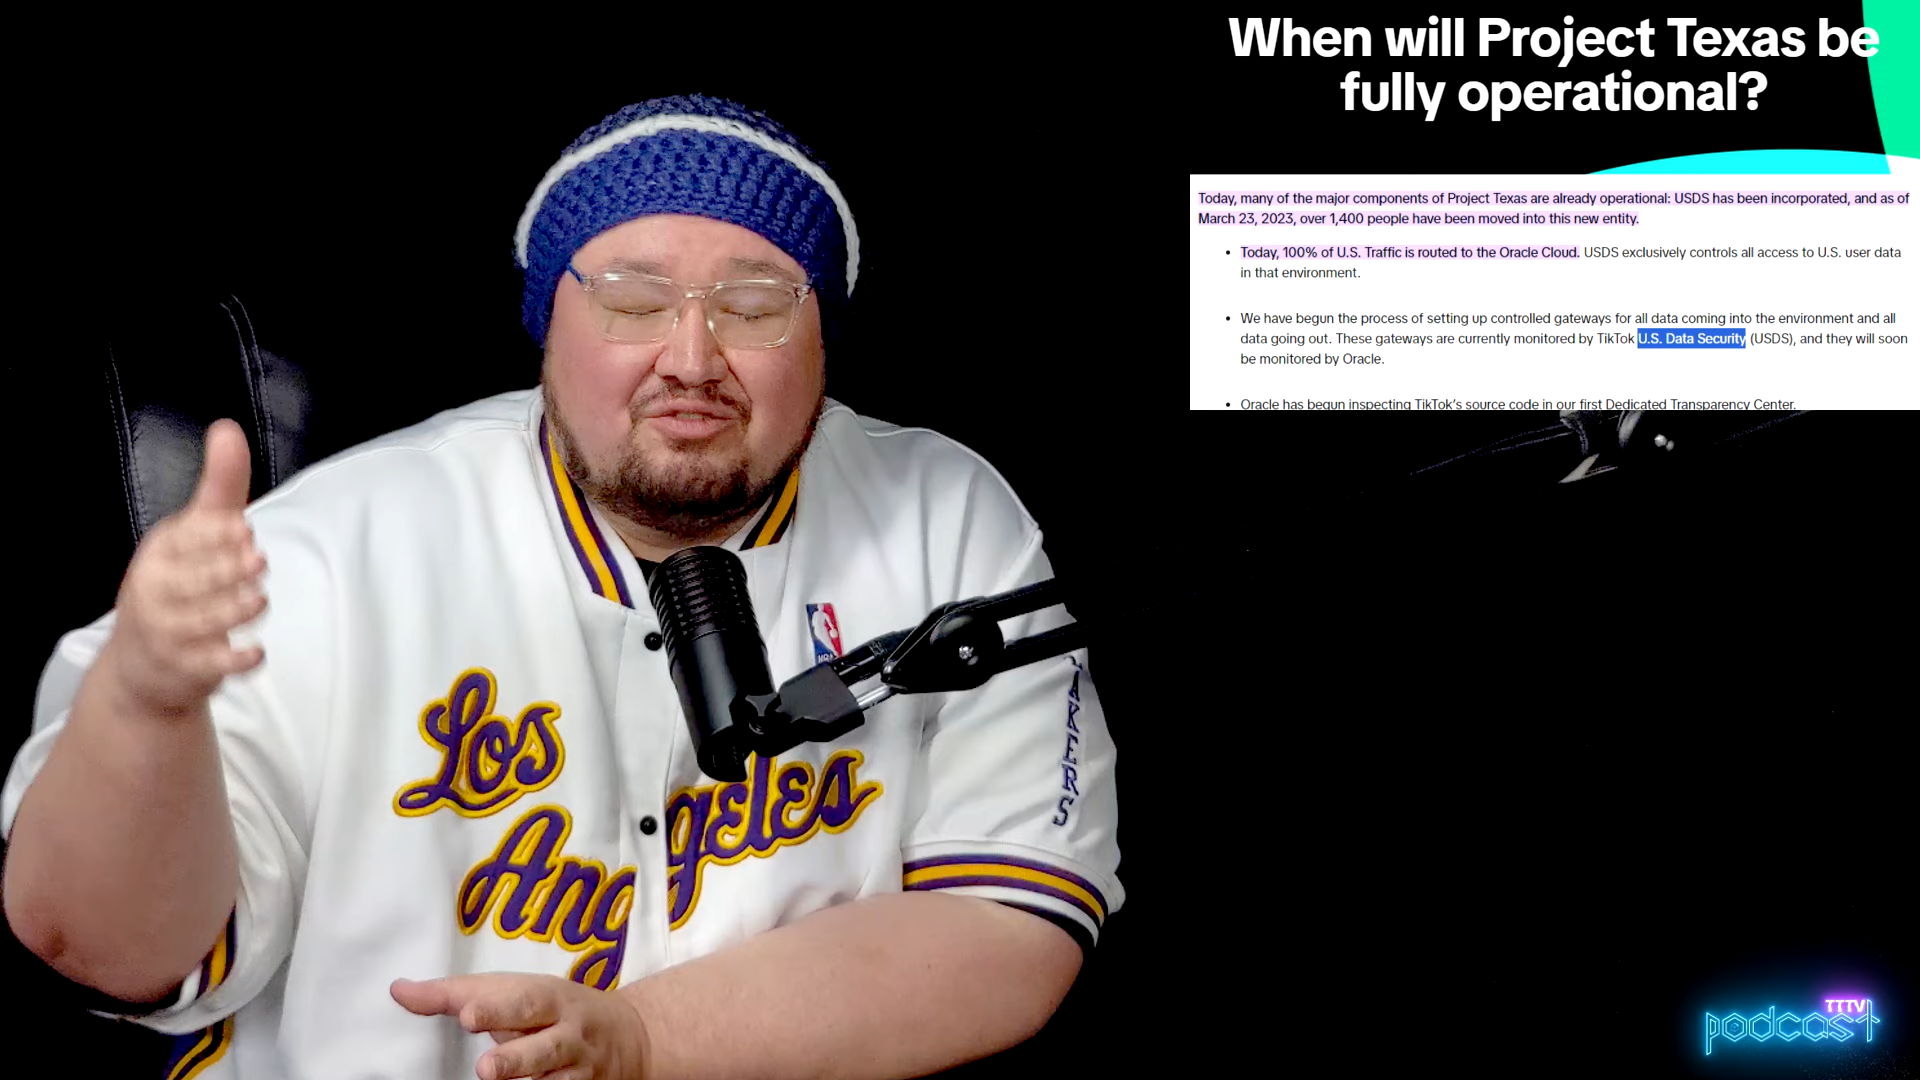 When will Project Texas be
fully operational?
Today, many of the major components of Project Texas are already operational: USDS has been incorporated, and as of
March 23, 2023, over 1,400 people have been moved into this new entity.
• Today, 100% of U.S. Traffic is routed to the Oracle Cloud. USDS exclusively controls all access to U.S. user data
in that environment.
• We have begun the process of setting up controlled gateways for all data coming into the environment and all
data going out. These gateways are currently monitored by TikTok U.S. Data Security (USDS), and they will soon
be monitored by Oracle.
• Oracle has begun inspecting TikTok's source code in our first Dedicated Transparency Center.
NBA
Los
Angeles
LAKERS
TTTV
podcast